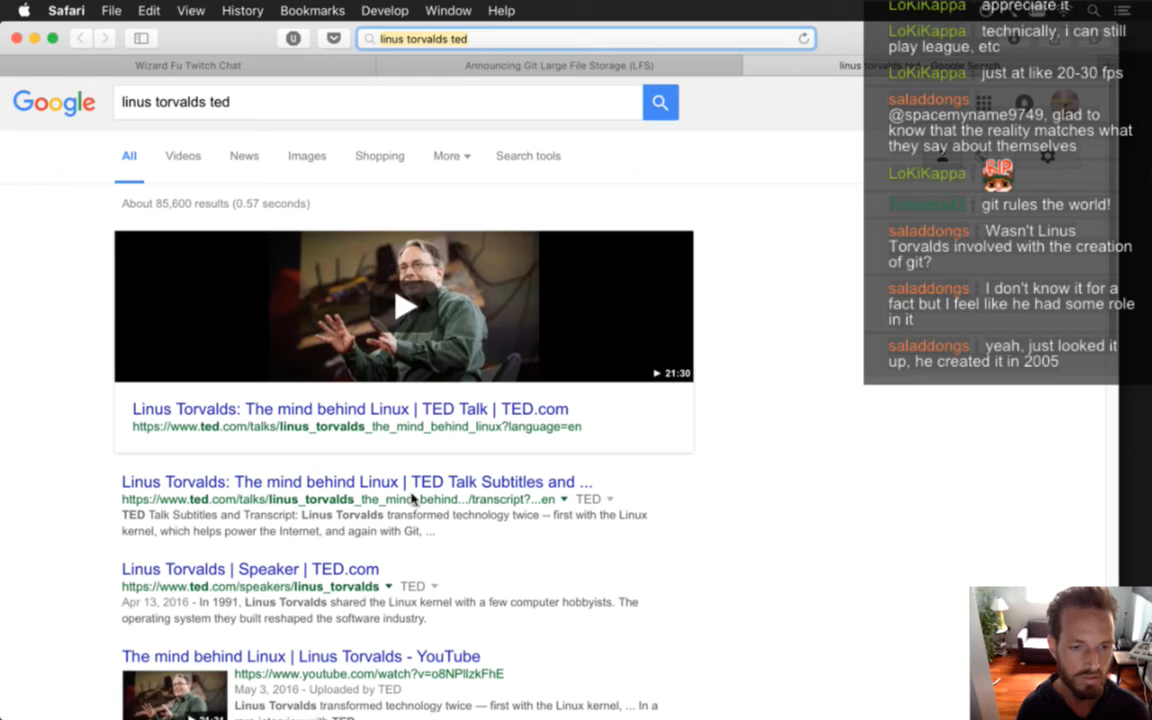 Safari File Edit View History Bookmarks Develop Window Help
linus torvalds ted
Wizard Fu Twitch Chat
Announcing Git Large File Storage (LFS)
linus torvalds ted - Google Search
Google
linus torvalds ted
All Videos News Images Shopping More Search tools
About 85,600 results (0.57 seconds)
21:30
Linus Torvalds: The mind behind Linux | TED Talk | TED.com
https://www.ted.com/talks/linus_torvalds_the_mind_behind_linux?language=en
Linus Torvalds: The mind behind Linux | TED Talk Subtitles and ...
https://www.ted.com/talks/linus_torvalds_the_mind_behind.../transcript?...en TED
TED Talk Subtitles and Transcript: Linus Torvalds transformed technology twice -- first with the Linux
kernel, which helps power the Internet, and again with Git, ...
Linus Torvalds | Speaker | TED.com
https://www.ted.com/speakers/linus_torvalds TED
Apr 13, 2016 - In 1991, Linus Torvalds shared the Linux kernel with a few computer hobbyists. The
operating system they built reshaped the software industry.
The mind behind Linux | Linus Torvalds - YouTube
https://www.youtube.com/watch?v=o8NPllzkFhE
May 3, 2016 - Uploaded by TED
Linus Torvalds transformed technology twice — first with the Linux kernel, ... In a
LoKiKappa : appreciate it
LoKiKappa : technically, i can still
play league, etc
LoKiKappa : just at like 20-30 fps
saladdongs :
@spacemyname9749, glad to
know that the reality matches what
they say about themselves
LoKiKappa : RIP
git rules the world!
saladdongs : Wasn't Linus
Torvalds involved with the creation
of git?
saladdongs : I don't know it for a
fact but I feel like he had some role
in it
saladdongs : yeah, just looked it
up, he created it in 2005